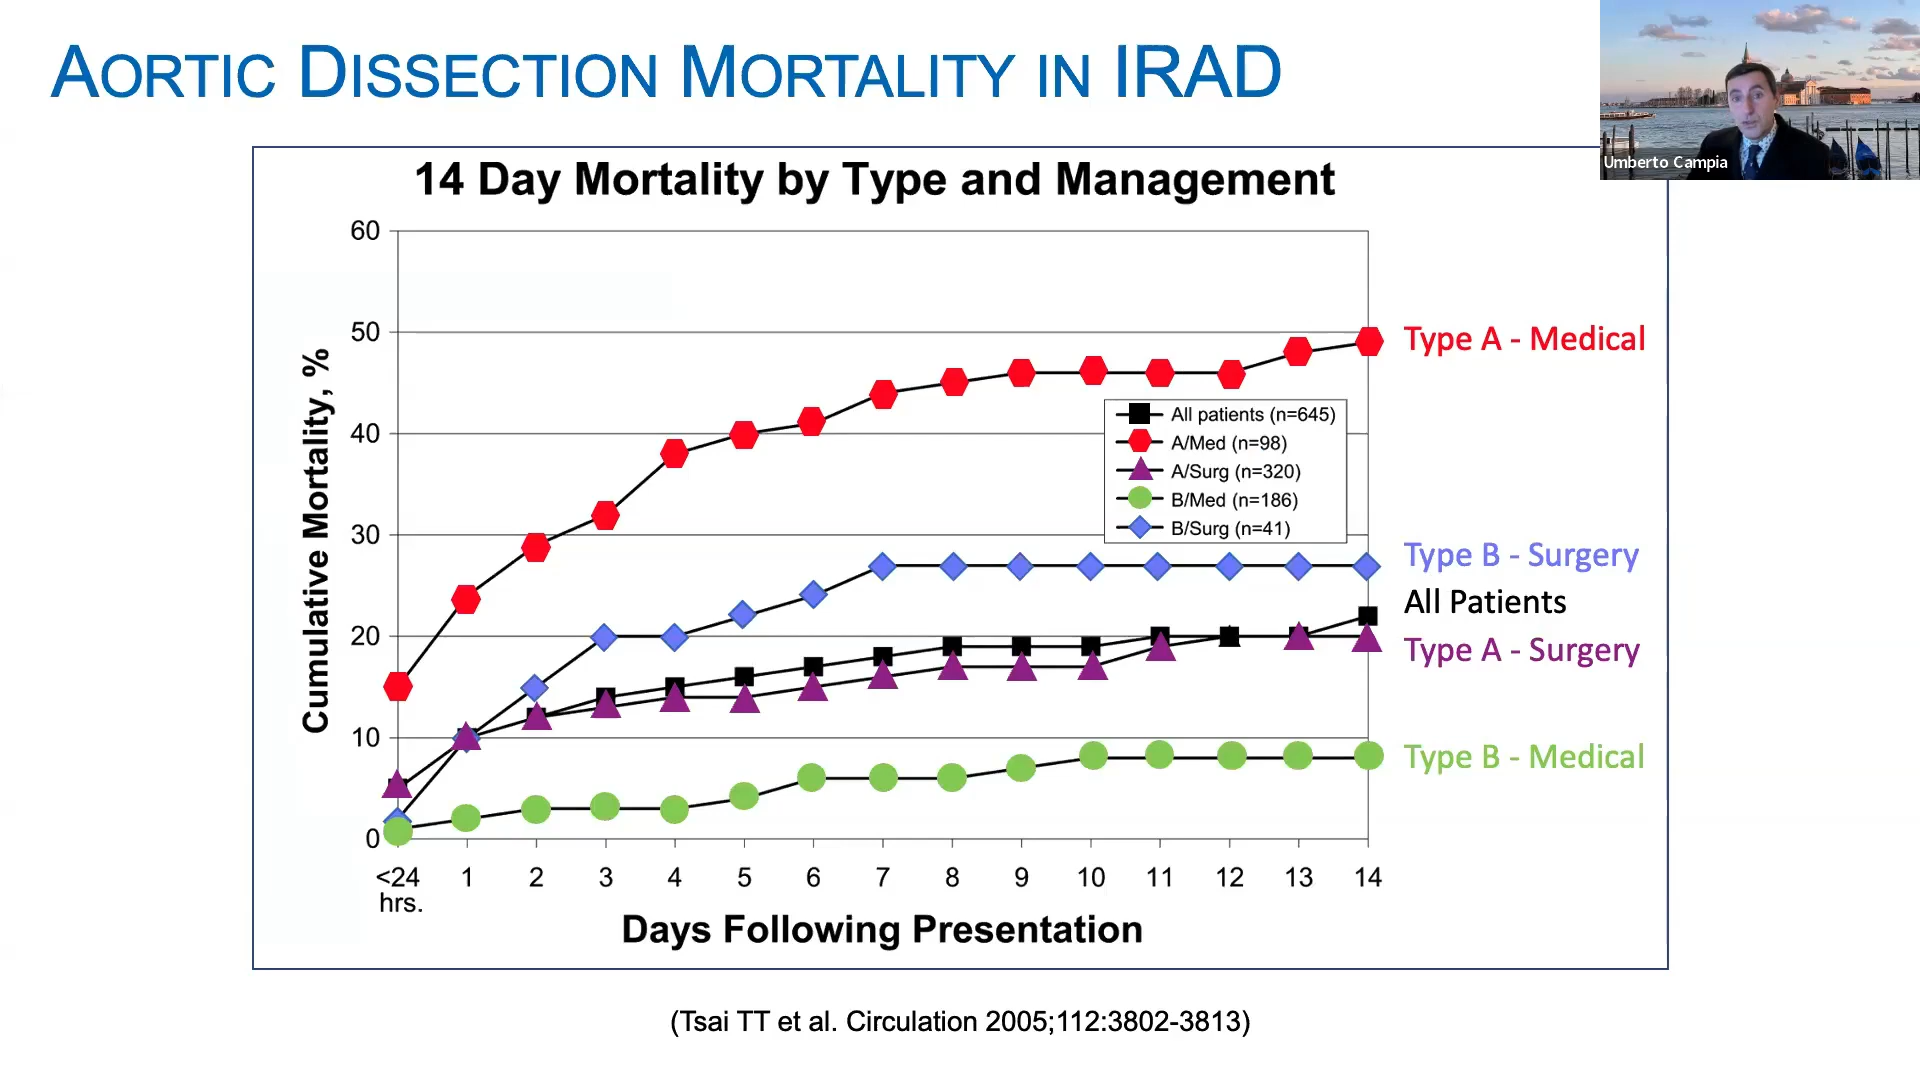 AORTIC DISSECTION MORTALITY IN IRAD
Umberto Campia
14 Day Mortality by Type and Management
Cumulative Mortality, %
60
50
40
30
20
10
0
Type A - Medical
All patients (n=645)
A/Med (n=98)
A/Surg (n=320)
B/Med (n=186)
B/Surg (n=41)
Type B - Surgery
All Patients
Type A - Surgery
Type B - Medical
<24 hrs. 1 2 3 4 5 6 7 8 9 10 11 12 13 14
Days Following Presentation
(Tsai TT et al. Circulation 2005;112:3802-3813)